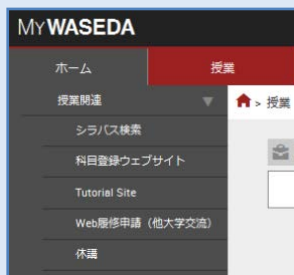 MYWASEDA
ホーム 授業
授業関連 ▼ > 授業
シラバス検索
科目登録ウェブサイト
Tutorial Site
Web履修申請（他大学交流）
休講